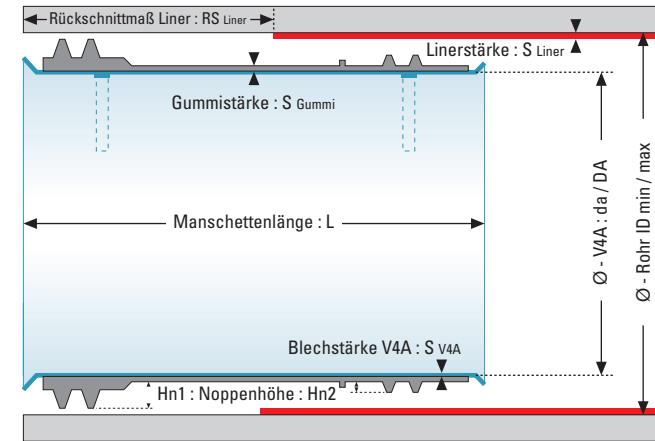 Rückschnittmaß Liner : RS Liner
Linerstärke : S Liner
Gummistärke : S Gummi
Manschettenlänge : L
Ø - V4A : da / DA
Ø - Rohr ID min / max
Blechstärke V4A : S V4A
Hn1 : Noppenhöhe : Hn2